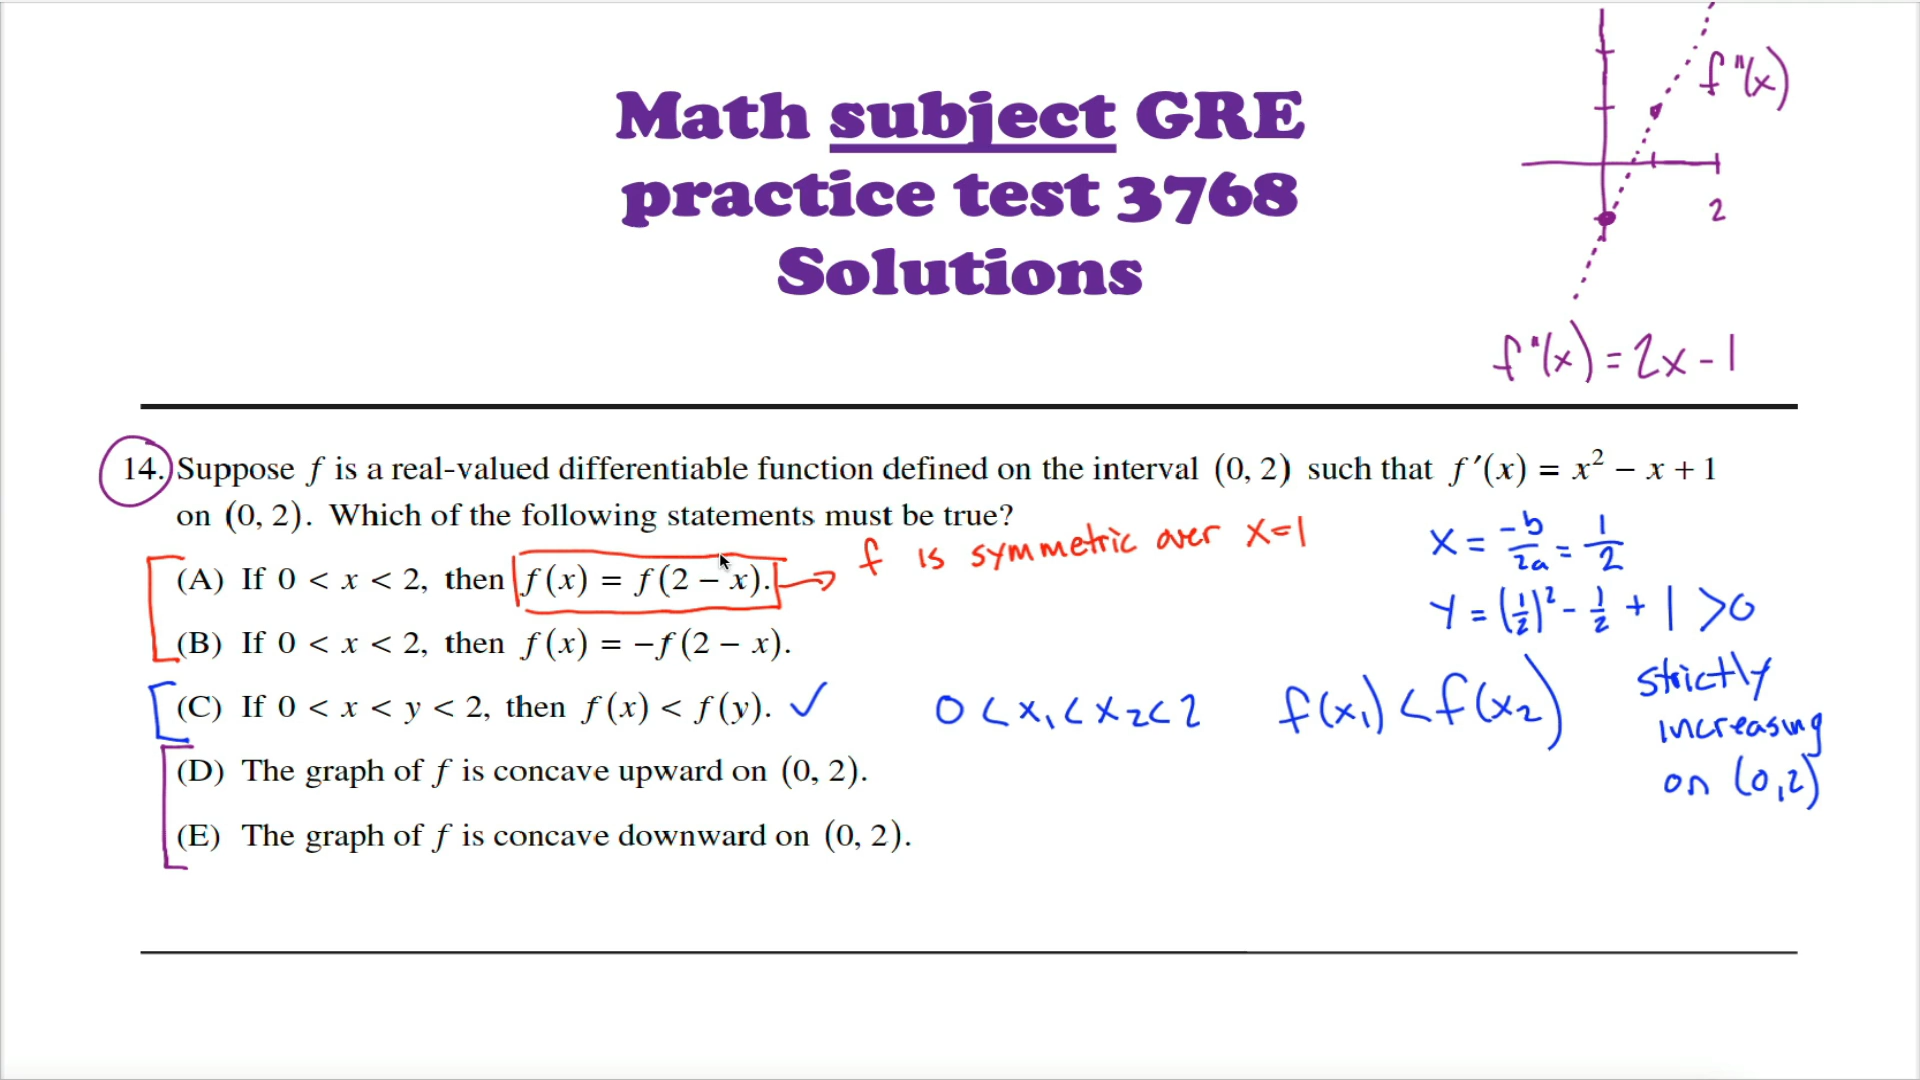 Math subject GRE
practice test 3768
Solutions
f"(x)
2
f"(x) = 2x - 1
14. Suppose f is a real-valued differentiable function defined on the interval (0, 2) such that f′(x) = x² − x + 1
on (0, 2). Which of the following statements must be true?
(A) If 0 < x < 2, then f(x) = f(2 − x).
f is symmetric over x=1
(B) If 0 < x < 2, then f(x) = −f(2 − x).
(C) If 0 < x < y < 2, then f(x) < f(y). ✓
(D) The graph of f is concave upward on (0, 2).
(E) The graph of f is concave downward on (0, 2).
x = -b/2a = 1/2
y = (1/2)² - 1/2 + 1 > 0
0 < x₁ < x₂ < 2
f(x₁) < f(x₂)
strictly
increasing
on (0,2)